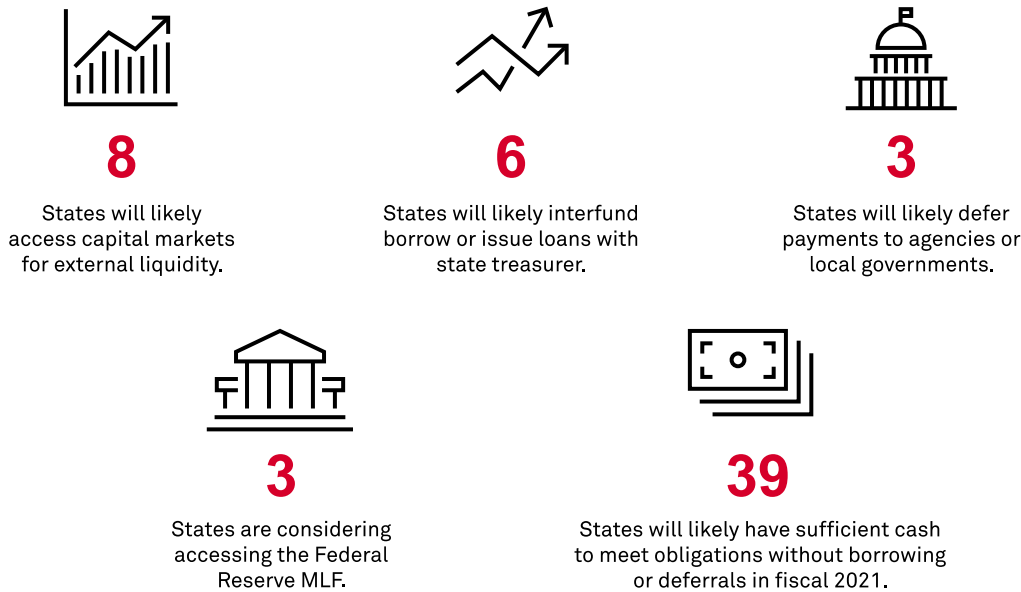 8
States will likely
access capital markets
for external liquidity.
6
States will likely interfund
borrow or issue loans with
state treasurer.
3
States will likely defer
payments to agencies or
local governments.
3
States are considering
accessing the Federal
Reserve MLF.
39
States will likely have sufficient cash
to meet obligations without borrowing
or deferrals in fiscal 2021.